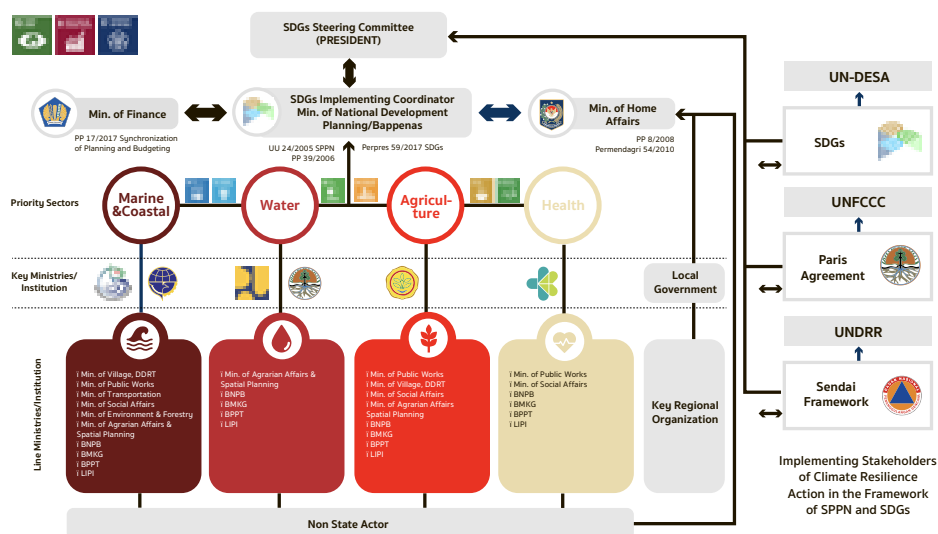 SDGs Steering Committee
(PRESIDENT)
UN-DESA
Min. of Finance
SDGs Implementing Coordinator
Min. of National Development
Planning/Bappenas
Min. of Home
Affairs
PP 17/2017 Synchronization
of Planning and Budgeting
UU 24/2005 SPPN
PP 39/2006
Perpres 59/2017 SDGs
PP 8/2008
Permendagri 54/2010
SDGs
Priority Sectors
Marine
&Coastal
Water
Agricul-
ture
Health
UNFCCC
Paris
Agreement
Key Ministries/
Institution
Local
Government
UNDRR
Sendai
Framework
Line Ministries/Institution
ï Min. of Village, DDRT
ï Min. of Public Works
ï Min. of Transportation
ï Min. of Social Affairs
ï Min. of Environment & Forestry
ï Min. of Agrarian Affairs &
Spatial Planning
ï BNPB
ï BMKG
ï BPPT
ï LIPI
ï Min. of Agrarian Affairs &
Spatial Planning
ï BNPB
ï BMKG
ï BPPT
ï LIPI
ï Min. of Public Works
ï Min. of Village, DDRT
ï Min. of Social Affairs
ï Min. of Agrarian Affairs
Spatial Planning
ï BNPB
ï BMKG
ï BPPT
ï LIPI
ï Min. of Public Works
ï Min. of Social Affairs
ï BNPB
ï BMKG
ï BPPT
ï LIPI
Key Regional
Organization
Implementing Stakeholders
of Climate Resilience
Action in the Framework
of SPPN and SDGs
Non State Actor